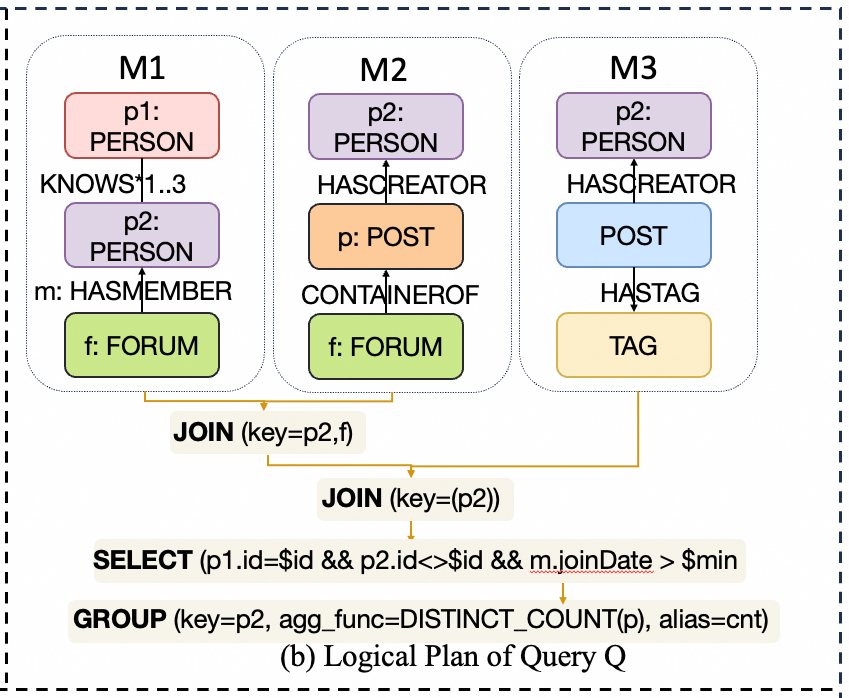 M1
M2
M3
p1:
PERSON
p2:
PERSON
p2:
PERSON
KNOWS*1..3
HASCREATOR
HASCREATOR
p2:
PERSON
p: POST
POST
m: HASMEMBER
CONTAINEROF
HASTAG
f: FORUM
f: FORUM
TAG
JOIN (key=p2,f)
JOIN (key=(p2))
SELECT (p1.id=$id && p2.id<>$id && m.joinDate > $min
GROUP (key=p2, agg_func=DISTINCT_COUNT(p), alias=cnt)
(b) Logical Plan of Query Q